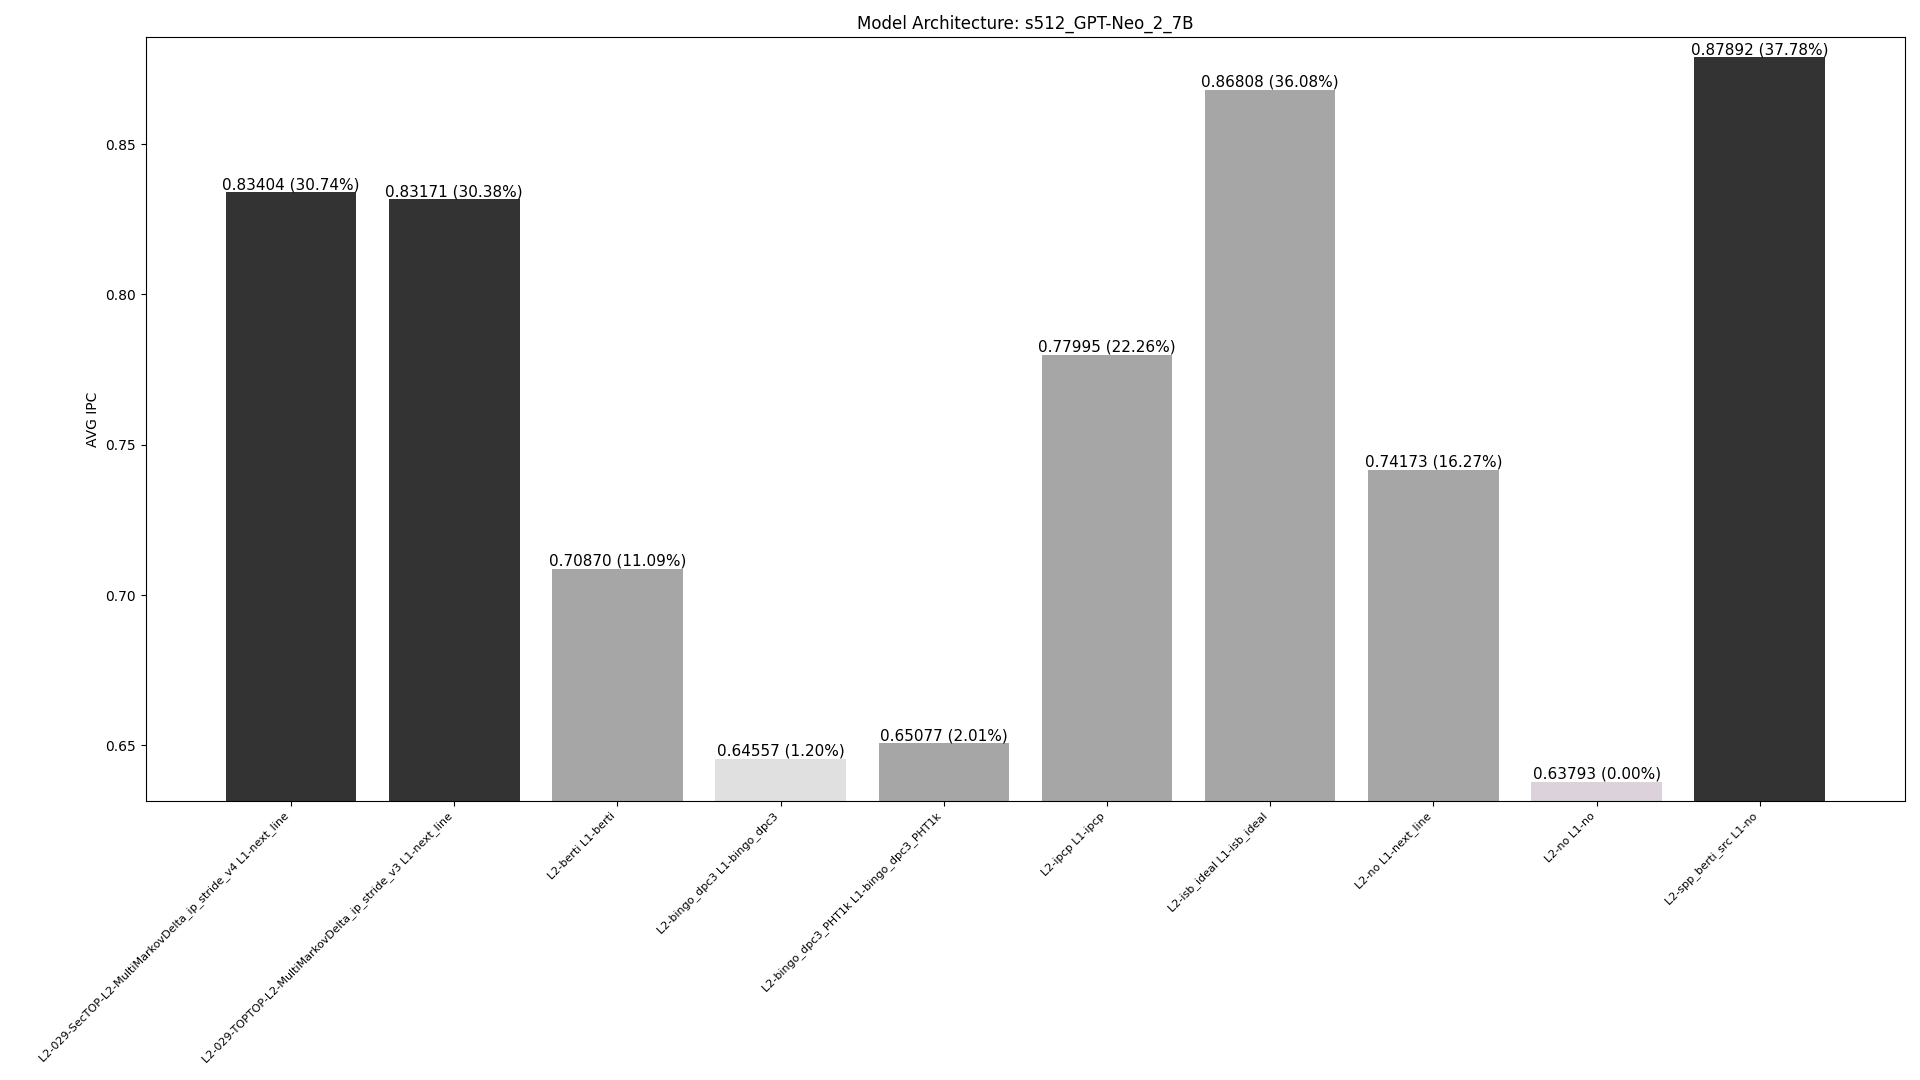 Model Architecture: s512_GPT-Neo_2_7B
0.87892 (37.78%)
0.86808 (36.08%)
0.85
0.83404 (30.74%)
0.83171 (30.38%)
0.80
0.77995 (22.26%)
AVG IPC
0.75
0.74173 (16.27%)
0.70
0.70870 (11.09%)
0.65
0.65077 (2.01%)
0.64557 (1.20%)
0.63793 (0.00%)
L2-029-SecTOP-L2-MultiMarkovDelta_ip_stride_v4 L1-next_line
L2-029-TOPTOP-L2-MultiMarkovDelta_ip_stride_v3 L1-next_line
L2-berti L1-berti
L2-bingo_dpc3 L1-bingo_dpc3
L2-bingo_dpc3_PHT1k L1-bingo_dpc3_PHT1k
L2-ipcp L1-ipcp
L2-isb_ideal L1-isb_ideal
L2-no L1-next_line
L2-no L1-no
L2-spp_berti_src L1-no